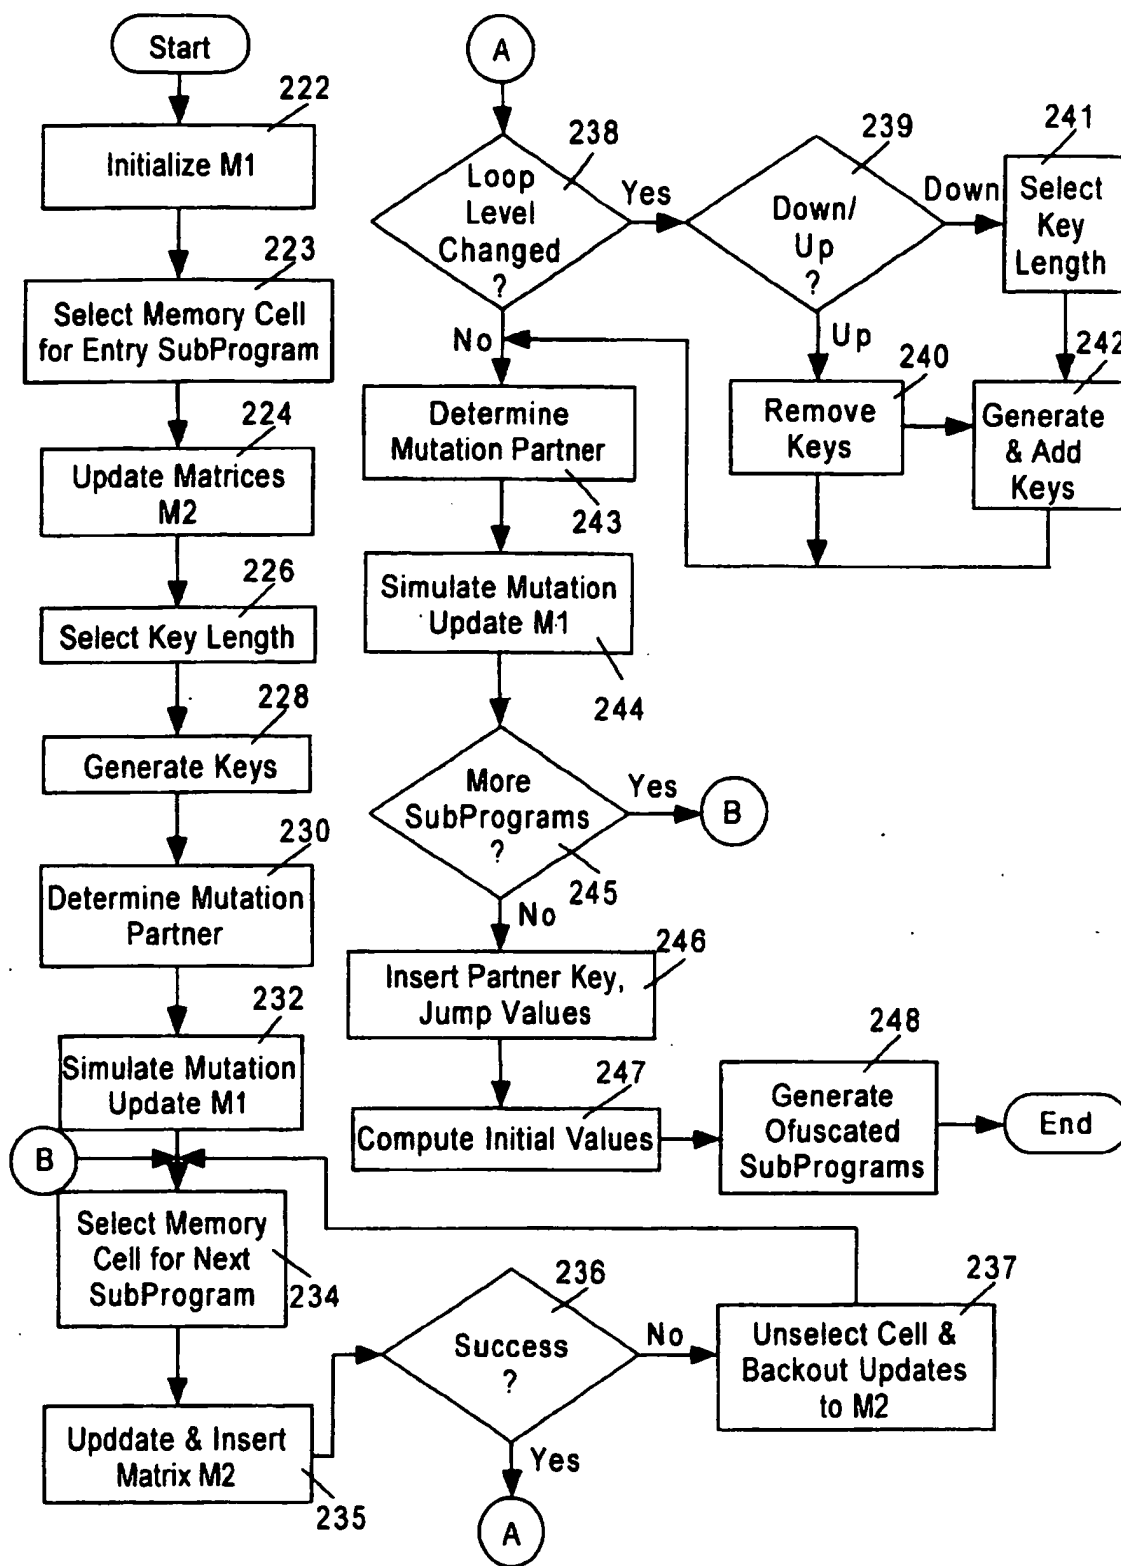 Start
222
Initialize M1
223
Select Memory Cell
for Entry SubProgram
224
Update Matrices
M2
226
Select Key Length
228
Generate Keys
230
Determine Mutation
Partner
232
Simulate Mutation
Update M1
B
Select Memory
Cell for Next
SubProgram
234
Upddate & Insert
Matrix M2
235
236
Success
?
No
Yes
A
237
Unselect Cell &
Backout Updates
to M2
A
238
Loop
Level
Changed
?
Yes
No
239
Down/
Up
?
Down
Up
241
Select
Key
Length
240
Remove
Keys
242
Generate
& Add
Keys
Determine
Mutation Partner
243
Simulate Mutation
Update M1
244
More
SubPrograms
?
245
Yes
B
No
246
Insert Partner Key,
Jump Values
247
Compute Initial Values
248
Generate
Ofuscated
SubPrograms
End